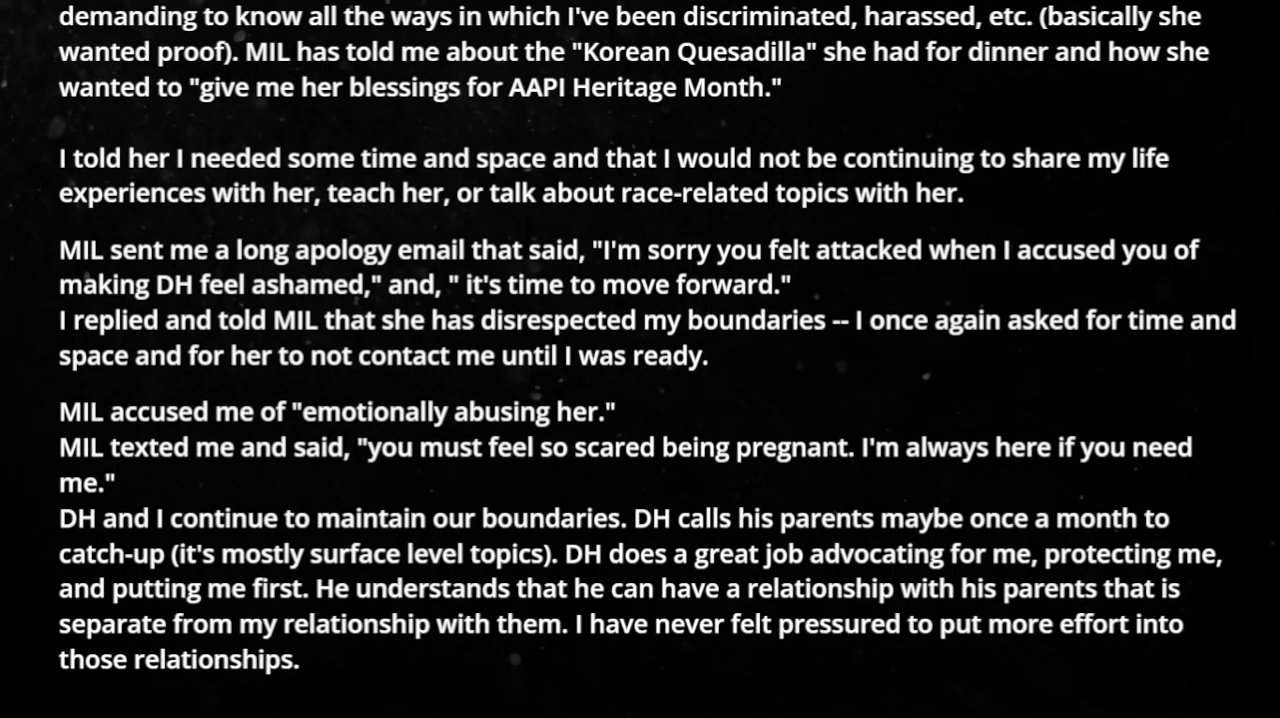 demanding to know all the ways in which I've been discriminated, harassed, etc. (basically she
wanted proof). MIL has told me about the "Korean Quesadilla" she had for dinner and how she
wanted to "give me her blessings for AAPI Heritage Month."
I told her I needed some time and space and that I would not be continuing to share my life
experiences with her, teach her, or talk about race-related topics with her.
MIL sent me a long apology email that said, "I'm sorry you felt attacked when I accused you of
making DH feel ashamed," and, " it's time to move forward."
I replied and told MIL that she has disrespected my boundaries -- I once again asked for time and
space and for her to not contact me until I was ready.
MIL accused me of "emotionally abusing her."
MIL texted me and said, "you must feel so scared being pregnant. I'm always here if you need
me."
DH and I continue to maintain our boundaries. DH calls his parents maybe once a month to
catch-up (it's mostly surface level topics). DH does a great job advocating for me, protecting me,
and putting me first. He understands that he can have a relationship with his parents that is
separate from my relationship with them. I have never felt pressured to put more effort into
those relationships.